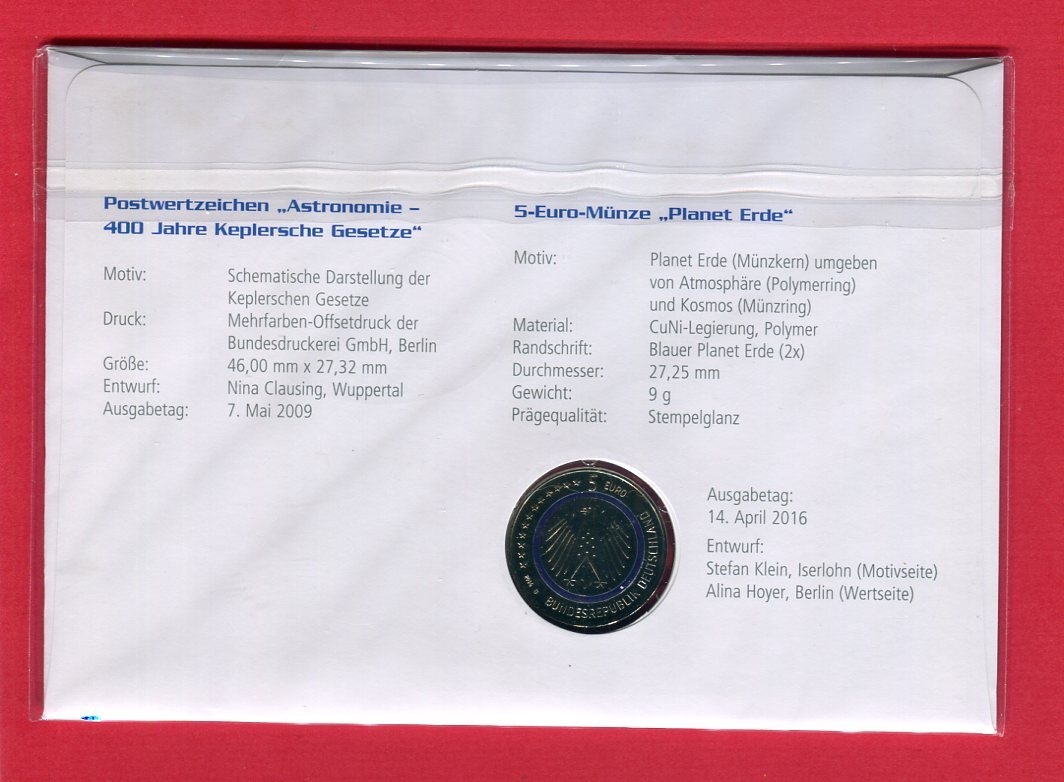 Postwertzeichen „Astronomie –
400 Jahre Keplersche Gesetze“
Motiv: Schematische Darstellung der
Keplerschen Gesetze
Druck: Mehrfarben-Offsetdruck der
Bundesdruckerei GmbH, Berlin
Größe: 46,00 mm x 27,32 mm
Entwurf: Nina Clausing, Wuppertal
Ausgabetag: 7. Mai 2009
5-Euro-Münze „Planet Erde“
Motiv: Planet Erde (Münzkern) umgeben
von Atmosphäre (Polymerring)
und Kosmos (Münzring)
Material: CuNi-Legierung, Polymer
Randschrift: Blauer Planet Erde (2x)
Durchmesser: 27,25 mm
Gewicht: 9 g
Prägequalität: Stempelglanz
5 EURO
BUNDESREPUBLIK DEUTSCHLAND
Ausgabetag:
14. April 2016
Entwurf:
Stefan Klein, Iserlohn (Motivseite)
Alina Hoyer, Berlin (Wertseite)